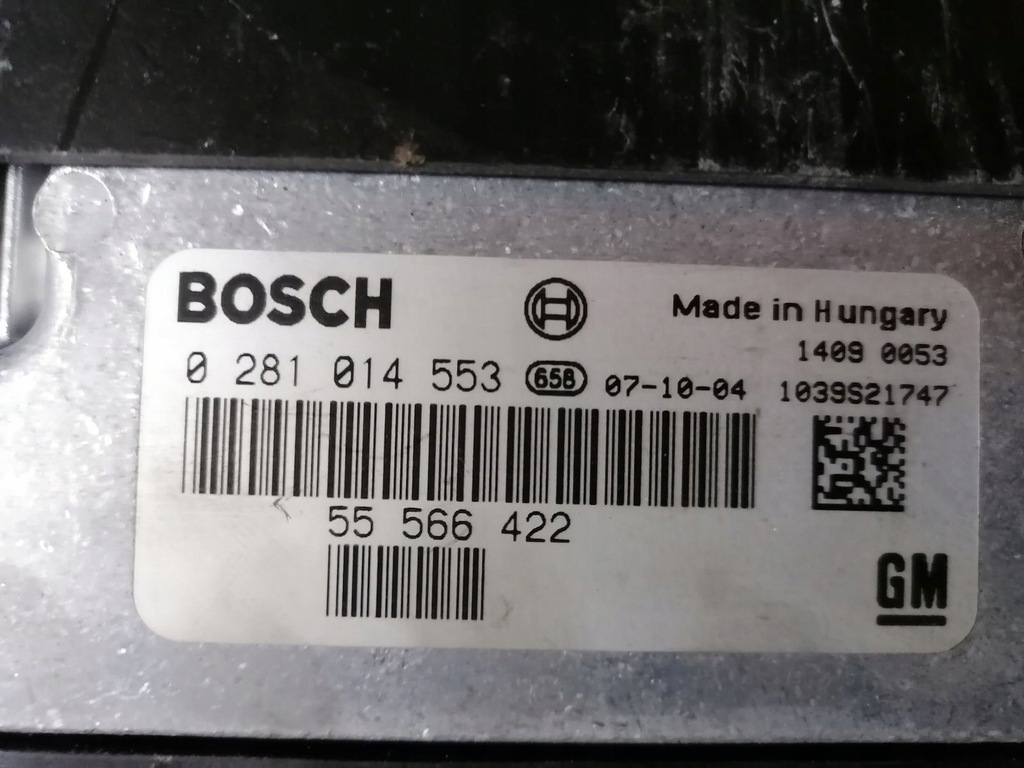 BOSCH
Made in Hungary
1409 0053
0 281 014 553 658 07-10-04 1039S21747
55 566 422
GM